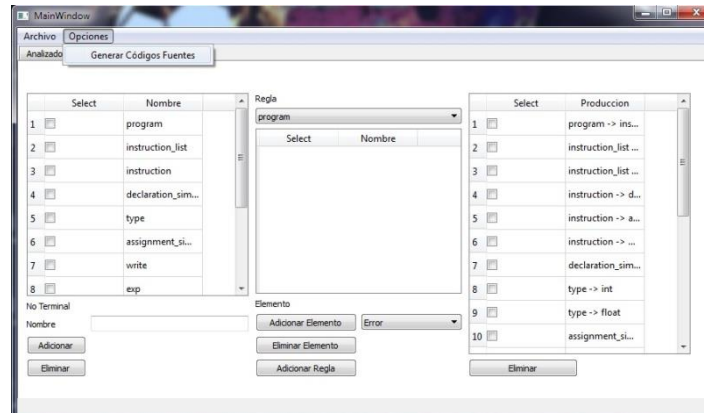 MainWindow
Archivo Opciones
Analizado
Generar Códigos Fuentes
Select Nombre
1 program
2 instruction_list
3 instruction
4 declaration_sim...
5 type
6 assignment_si...
7 write
8 exp
No Terminal
Nombre
Adicionar
Eliminar
Regla
program
Select Nombre
Elemento
Adicionar Elemento Error
Eliminar Elemento
Adicionar Regla
Select Produccion
1 program -> ins...
2 instruction_list ...
3 instruction_list ...
4 instruction -> d...
5 instruction -> a...
6 instruction -> ...
7 declaration_sim...
8 type -> int
9 type -> float
10 assignment_si...
Eliminar